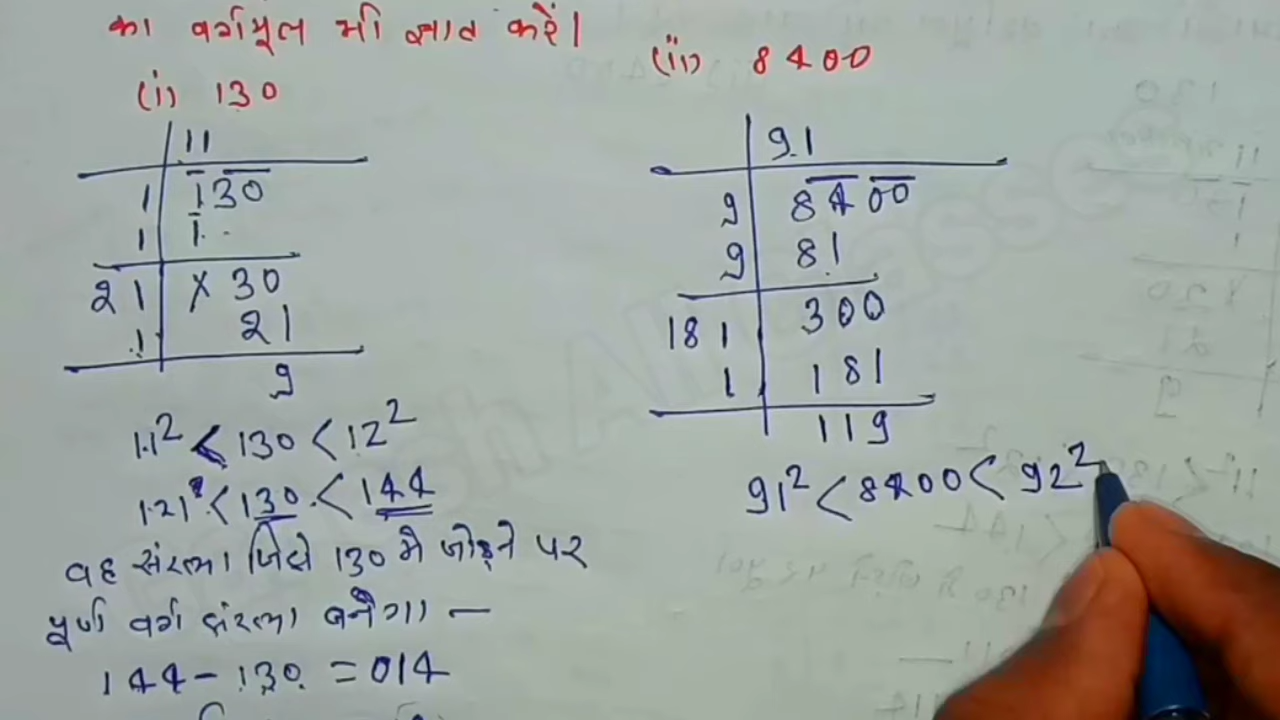 का वर्गमूल भी ज्ञात करें।
(i) 130
11
1 130
1 1
21 × 30
1 21
9
11² < 130 < 12²
121 < 130 < 144
वह संख्या जिसे 130 में जोड़ने पर
पूर्ण वर्ग संख्या बनेगा —
144 - 130 = 014
(ii) 8400
91
9 8400
9 81
181 300
1 181
119
91² < 8400 < 92²